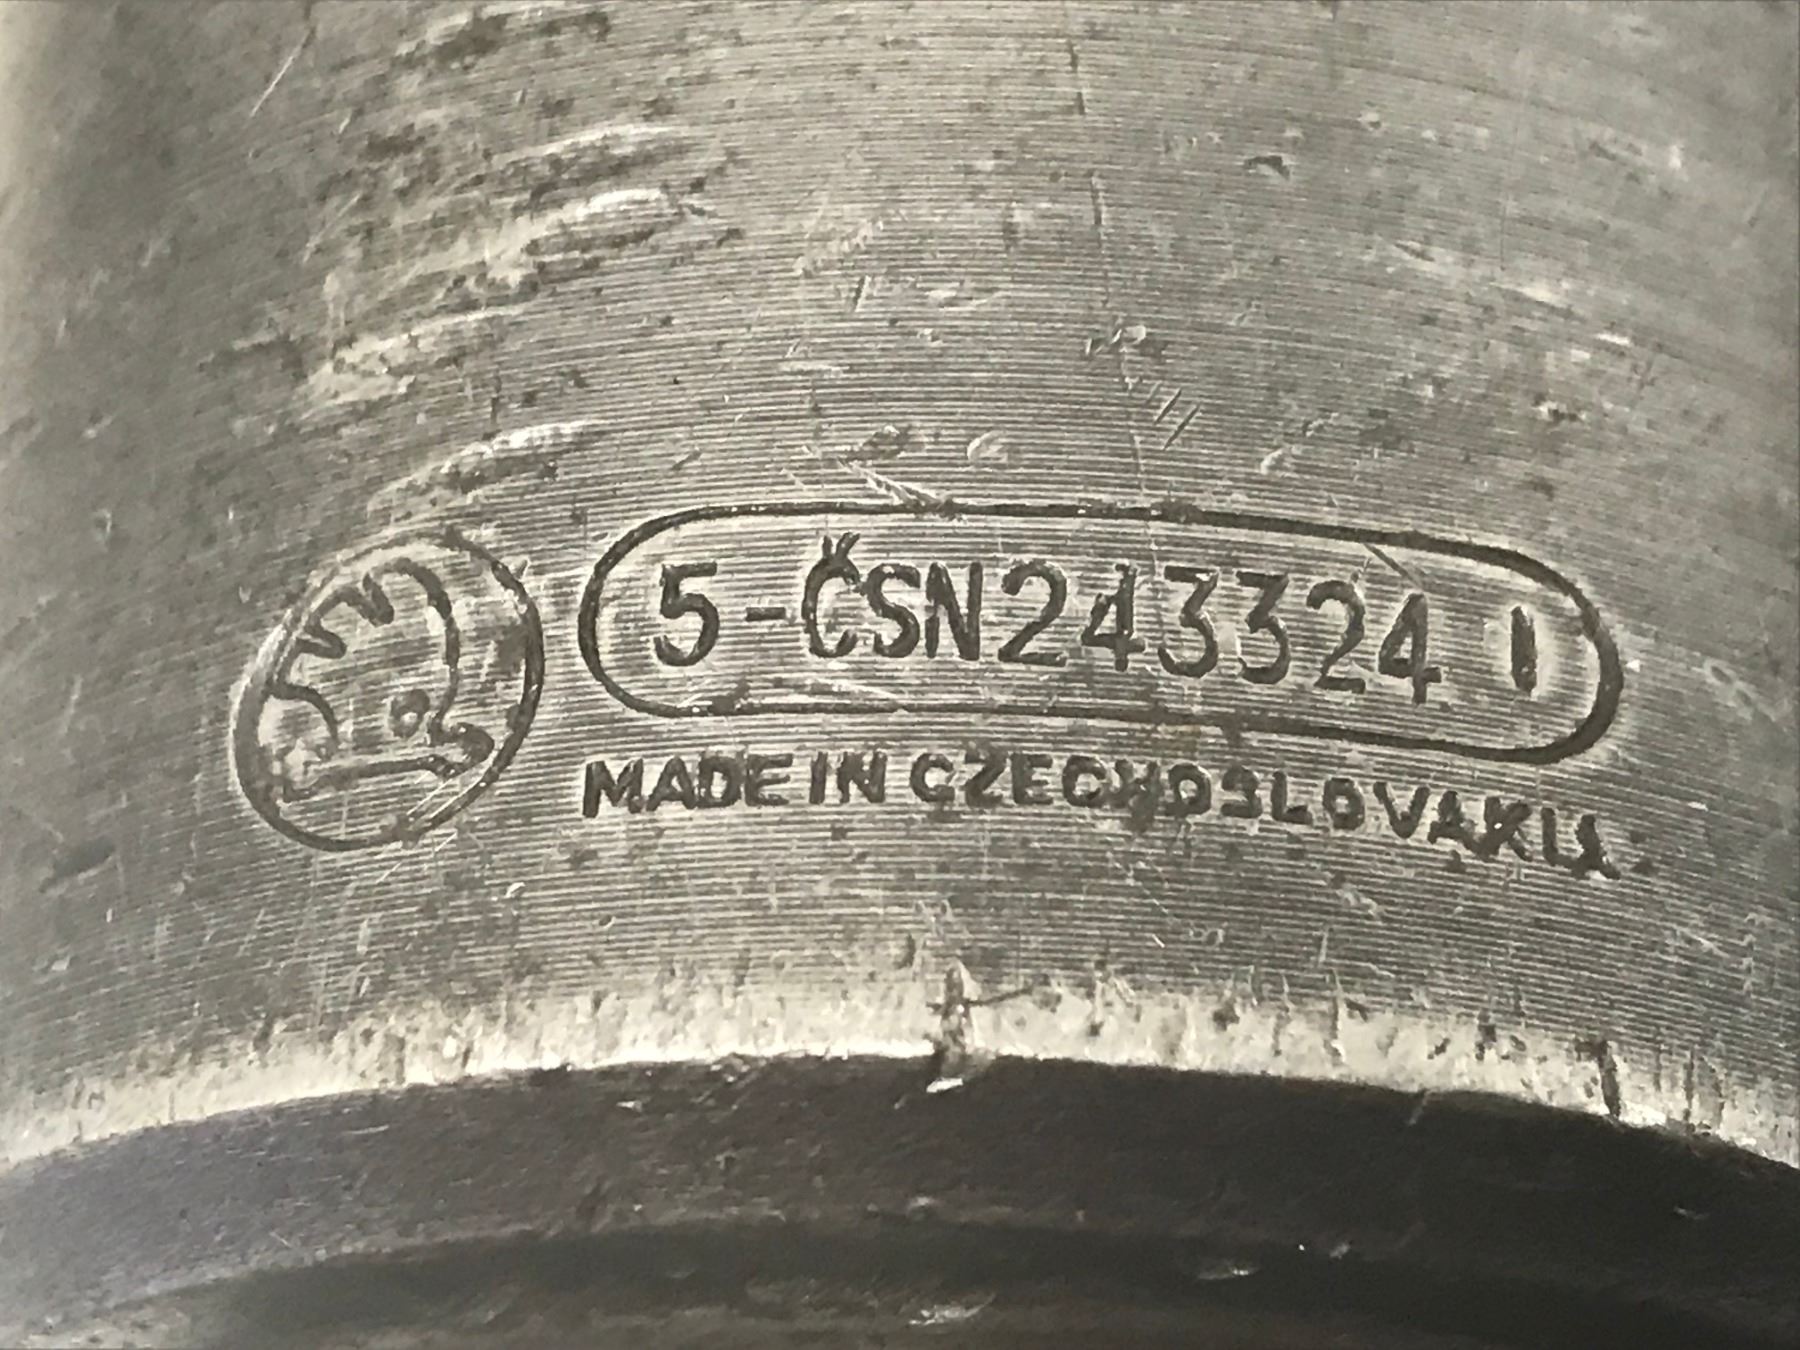 5-ČSN243324 I
MADE IN CZECHOSLOVAKIA